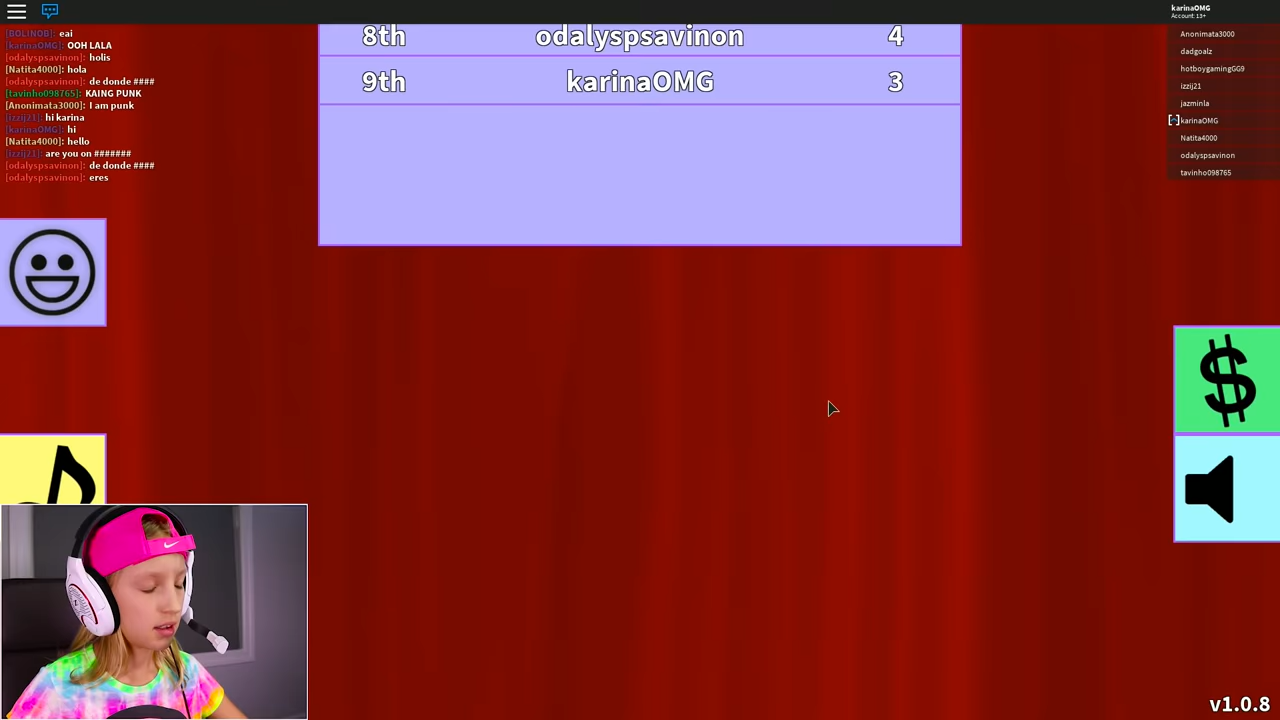 karinaOMG
Account: 13+
[BOLINOB]: eai
[karinaOMG]: OOH LALA
[odalyspsavinon]: holis
[Natita4000]: hola
[odalyspsavinon]: de donde ####
[tavinho098765]: KAING PUNK
[Anonimata3000]: I am punk
[izzij21]: hi karina
[karinaOMG]: hi
[Natita4000]: hello
[izzij21]: are you on #######
[odalyspsavinon]: de donde ####
[odalyspsavinon]: eres
8th odalyspsavinon 4
9th karinaOMG 3
Anonimata3000
dadgoalz
hotboygamingGG9
izzij21
jazminla
karinaOMG
Natita4000
odalyspsavinon
tavinho098765
$
v1.0.8